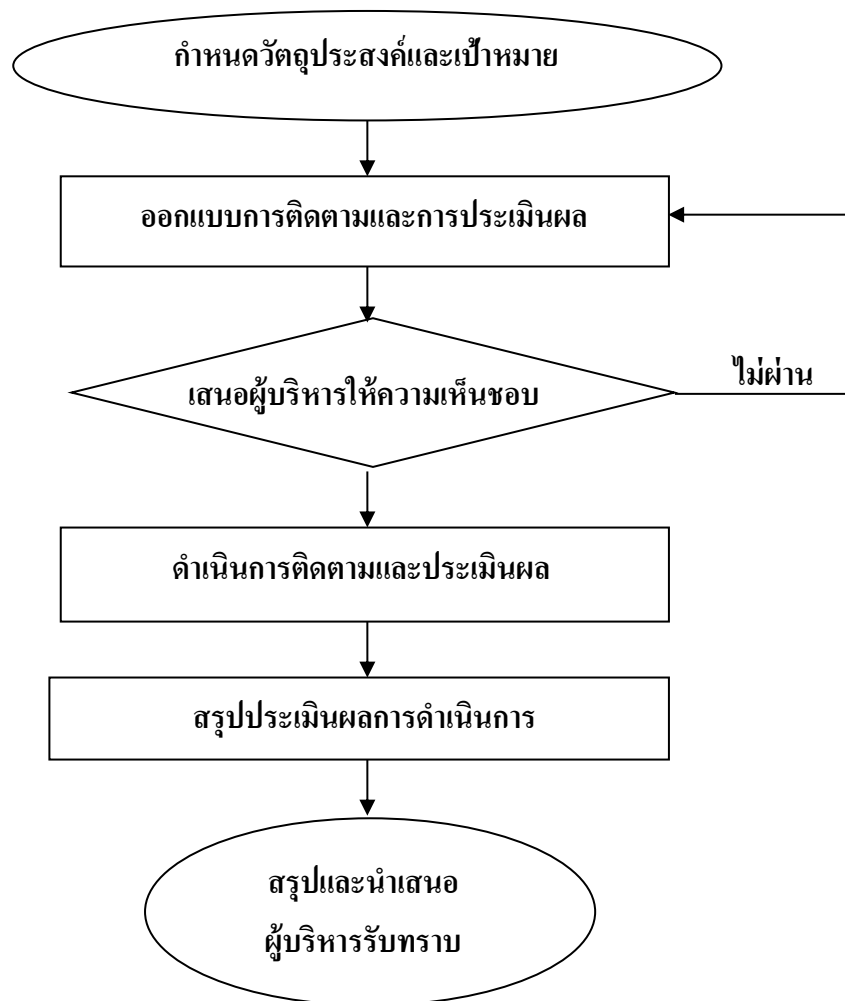 กำหนดวัตถุประสงค์และเป้าหมาย
ออกแบบการติดตามและการประเมินผล
เสนอผู้บริหารให้ความเห็นชอบ
ไม่ผ่าน
ดำเนินการติดตามและประเมินผล
สรุปประเมินผลการดำเนินการ
สรุปและนำเสนอ
ผู้บริหารรับทราบ